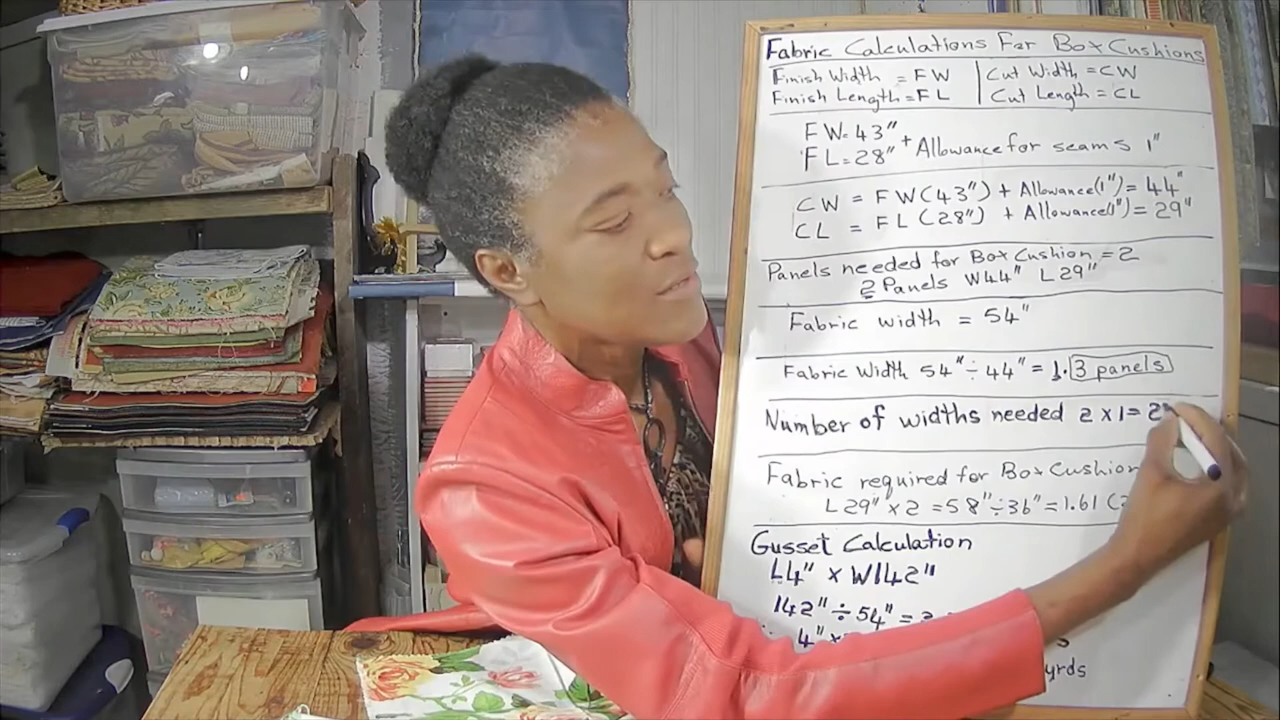 Fabric Calculations For Box Cushions
Finish Width = FW | Cut Width = CW
Finish Length = FL | Cut Length = CL
FW = 43"
FL = 28" + Allowance for seams 1"
CW = FW (43") + Allowance (1") = 44"
CL = FL (28") + Allowance (1") = 29"
Panels needed for Box Cushion = 2
2 Panels W44" L29"
Fabric width = 54"
Fabric Width 54" ÷ 44" = 1. 3 panels
Number of widths needed 2 x 1 = 2
Fabric required for Box Cushion
L 29" x 2 = 58" ÷ 36" = 1.61 (2
Gusset Calculation
L4" x W142"
142" ÷ 54" =
4" x
yrds